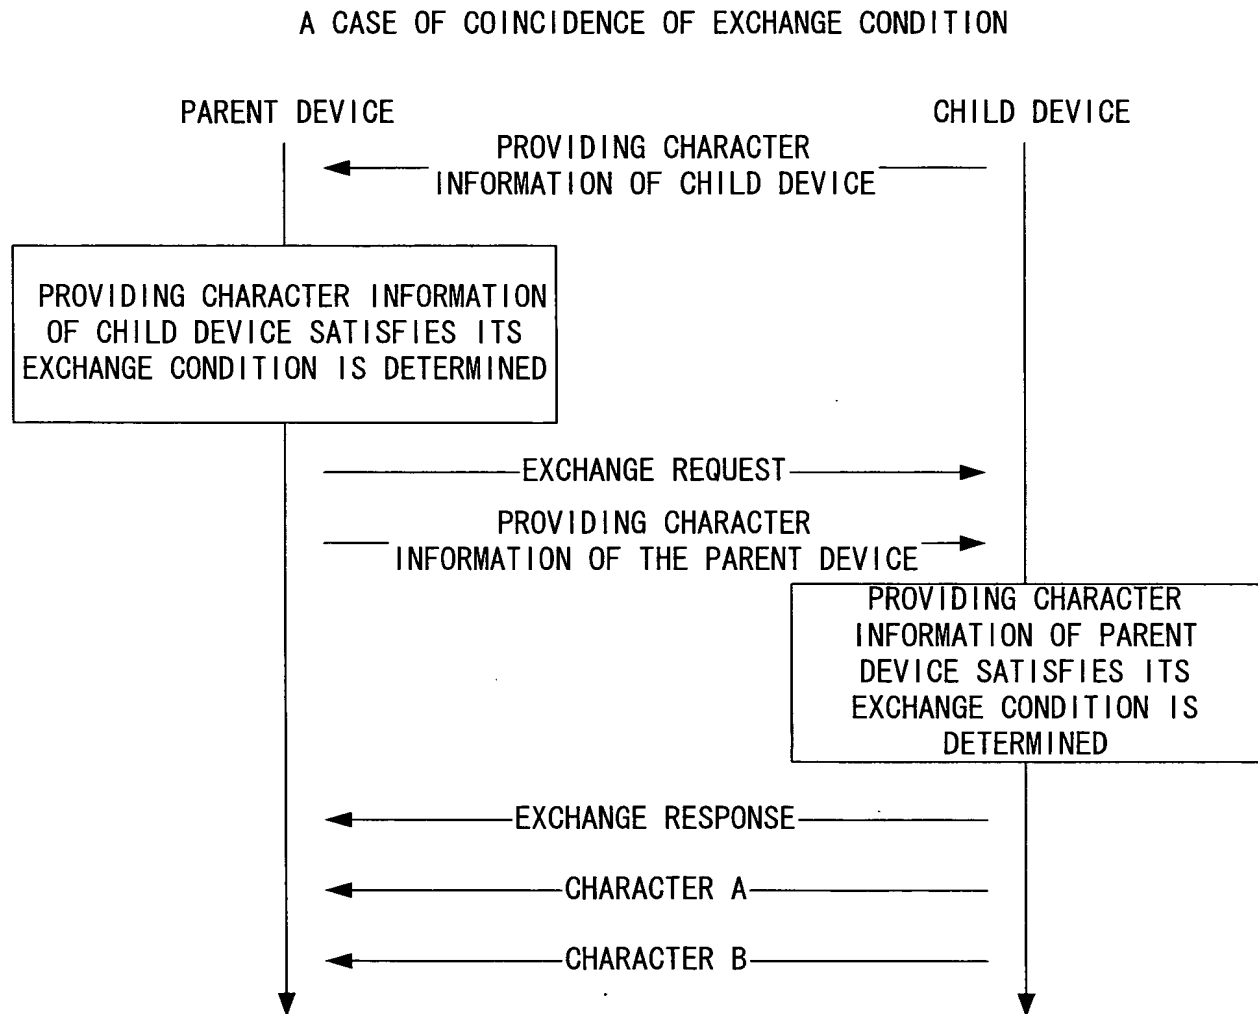 A CASE OF COINCIDENCE OF EXCHANGE CONDITION
PARENT DEVICE
CHILD DEVICE
PROVIDING CHARACTER
INFORMATION OF CHILD DEVICE
PROVIDING CHARACTER INFORMATION
OF CHILD DEVICE SATISFIES ITS
EXCHANGE CONDITION IS DETERMINED
EXCHANGE REQUEST
PROVIDING CHARACTER
INFORMATION OF THE PARENT DEVICE
PROVIDING CHARACTER
INFORMATION OF PARENT
DEVICE SATISFIES ITS
EXCHANGE CONDITION IS
DETERMINED
EXCHANGE RESPONSE
CHARACTER A
CHARACTER B